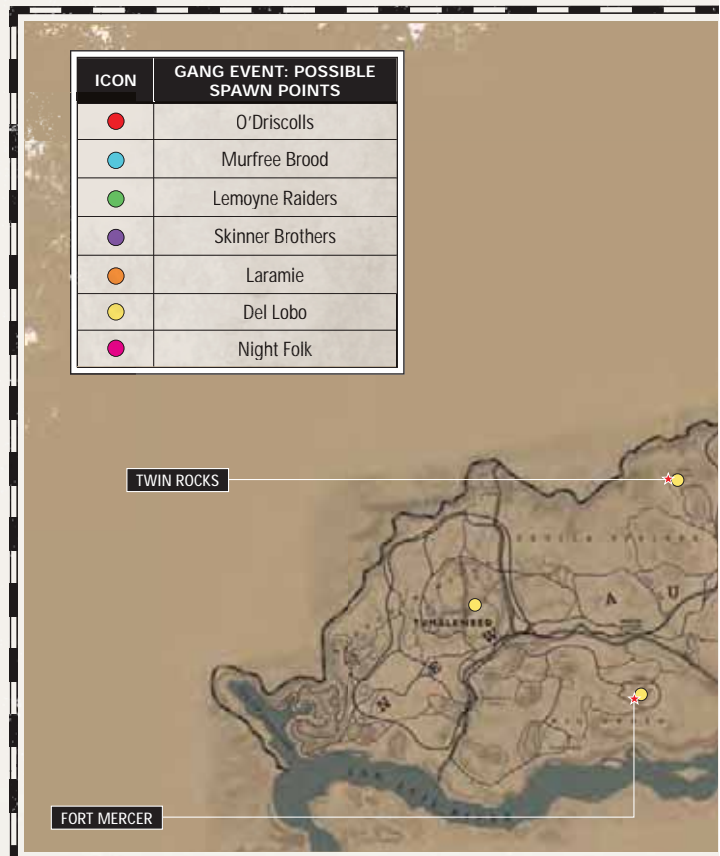 ICON
GANG EVENT: POSSIBLE
SPAWN POINTS
O'Driscolls
Murfree Brood
Lemoyne Raiders
Skinner Brothers
Laramie
Del Lobo
Night Folk
TWIN ROCKS
A U
TUMBLEWEED
N E W
FORT MERCER